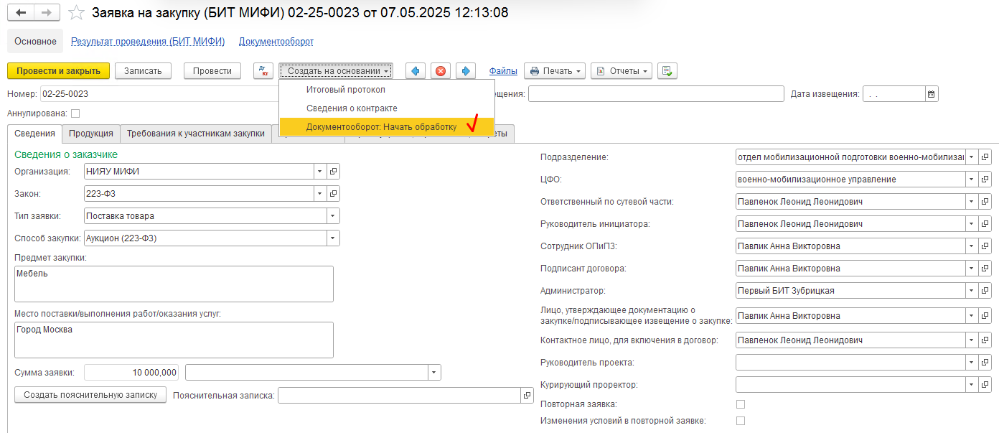 Заявка на закупку (БИТ МИФИ) 02-25-0023 от 07.05.2025 12:13:08
Основное Результат проведения (БИТ МИФИ) Документооборот
Провести и закрыть Записать Провести Дт Кт Создать на основании Файлы Печать Отчеты
Итоговый протокол
Сведения о контракте
Документооборот: Начать обработку
Номер: 02-25-0023 Дата извещения: . .
Аннулирована:
Сведения Продукция Требования к участникам закупки
Сведения о заказчике
Организация: НИЯУ МИФИ
Закон: 223-ФЗ
Тип заявки: Поставка товара
Способ закупки: Аукцион (223-ФЗ)
Предмет закупки:
Мебель
Место поставки/выполнения работ/оказания услуг:
Город Москва
Сумма заявки: 10 000,000
Создать пояснительную записку Пояснительная записка:
Подразделение: отдел мобилизационной подготовки военно-мобилиза
ЦФО: военно-мобилизационное управление
Ответственный по сутевой части: Павленок Леонид Леонидович
Руководитель инициатора: Павленок Леонид Леонидович
Сотрудник ОПиПЗ: Павлик Анна Викторовна
Подписант договора: Павлик Анна Викторовна
Администратор: Первый БИТ Зубрицкая
Лицо, утверждающее документацию о
закупке/подписывающее извещение о закупке: Павлик Анна Викторовна
Контактное лицо, для включения в договор: Павленок Леонид Леонидович
Руководитель проекта:
Курирующий проректор:
Повторная заявка:
Изменения условий в повторной заявке: